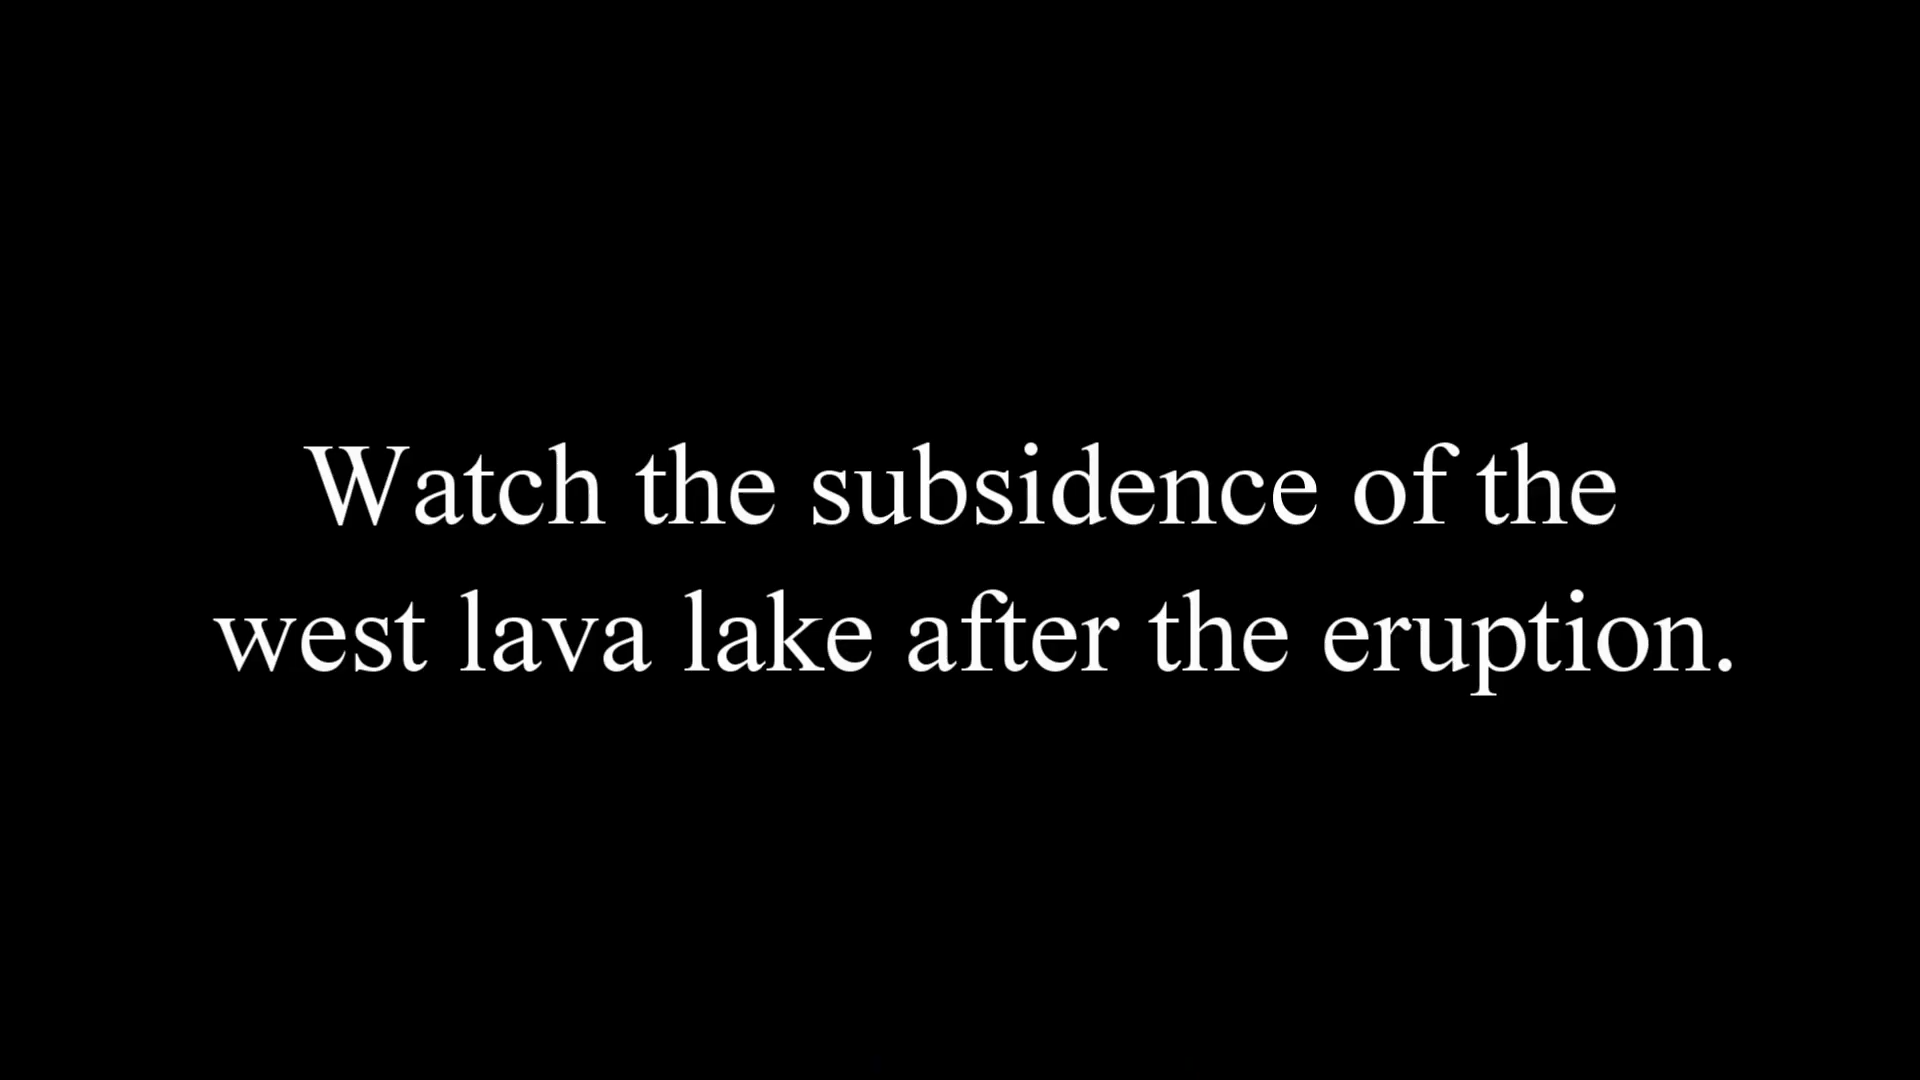 Watch the subsidence of the
west lava lake after the eruption.